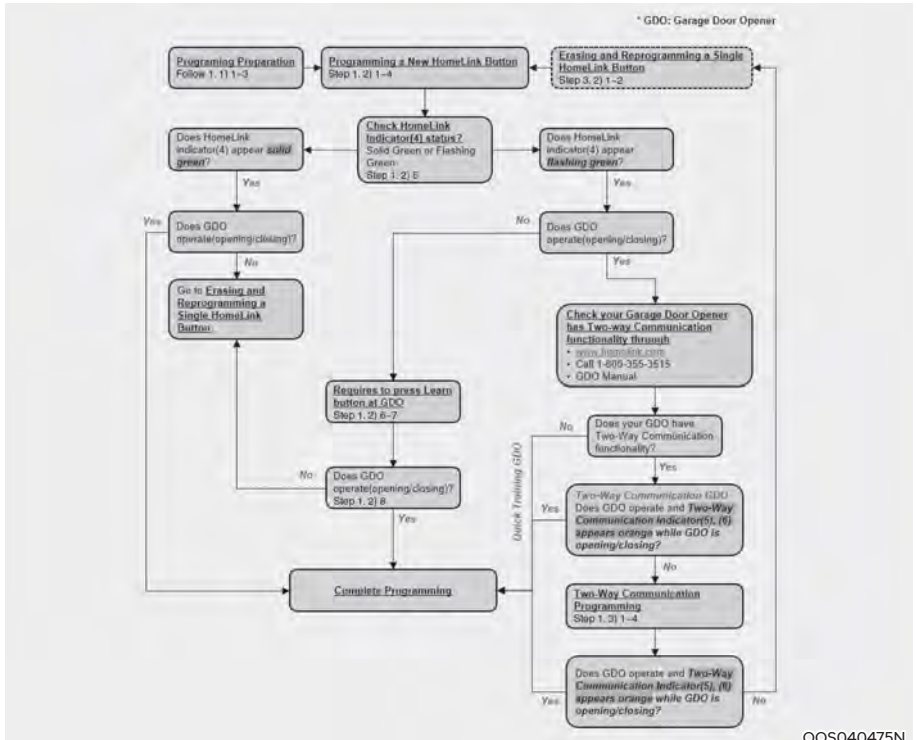 * GDO: Garage Door Opener
Programing Preparation
Follow 1. 1) 1~3
Programming a New HomeLink Button
Step 1. 2) 1~4
Erasing and Reprogramming a Single
HomeLink Button
Step 3. 2) 1~2
Check HomeLink
Indicator(4) status?
Solid Green or Flashing
Green
Step 1. 2) 5
Does HomeLink
indicator(4) appear solid
green?
Does HomeLink
indicator(4) appear
flashing green?
Yes
Yes
Yes
Does GDO
operate(opening/closing)?
No
No
Does GDO
operate(opening/closing)?
Yes
Go to Erasing and
Reprogramming a
Single HomeLink
Button.
Check your Garage Door Opener
has Two-way Communication
functionality through
• www.homelink.com
• Call
• GDO Manual
Requires to press Learn
button at GDO
Step 1. 2) 6~7
No
Does your GDO have
Two-Way Communication
functionality?
Yes
No
Does GDO
operate(opening/closing)?
Step 1. 2) 8
Yes
Quick Training GDO
Yes
Two-Way Communication GDO
Does GDO operate and Two-Way
Communication Indicator(5), (6)
appears orange while GDO is
opening/closing?
No
Complete Programming
Two-Way Communication
Programming
Step 1. 3) 1~4
Yes
Does GDO operate and Two-Way
Communication Indicator(5), (6)
appears orange while GDO is
opening/closing?
No
OOS040475N